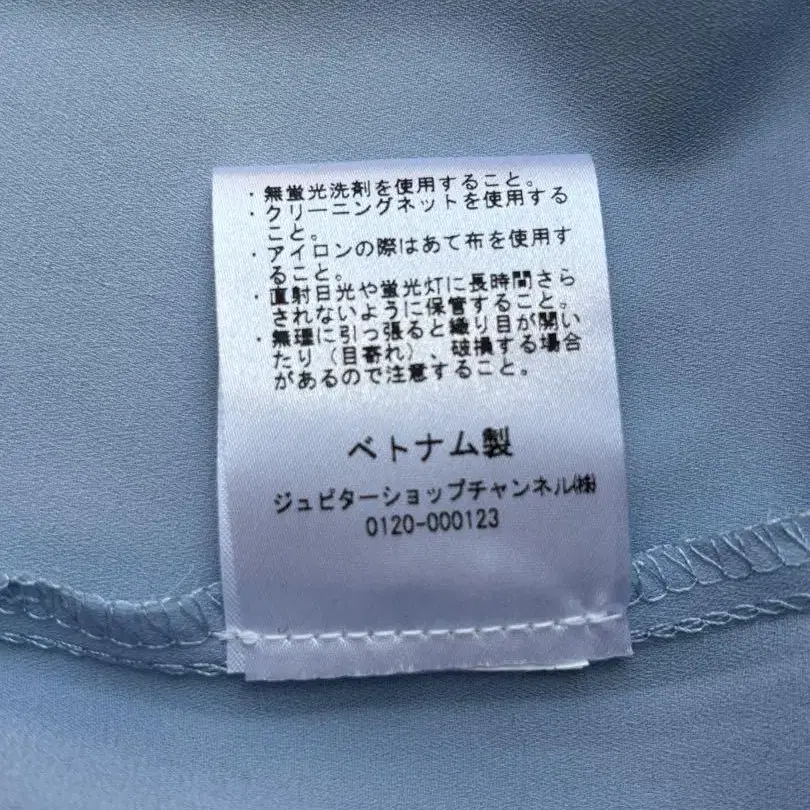 ・無蛍光洗剤を使用すること。
・クリーニングネットを使用する
こと。
・アイロンの際はあて布を使用す
ること。
・直射日光や蛍光灯に長時間さら
されないように保管すること。
・無理に引っ張ると織り目が開い
たり（目寄れ）、破損する場合
があるので注意すること。
ベトナム製
ジュピターショップチャンネル㈱
0120-000123